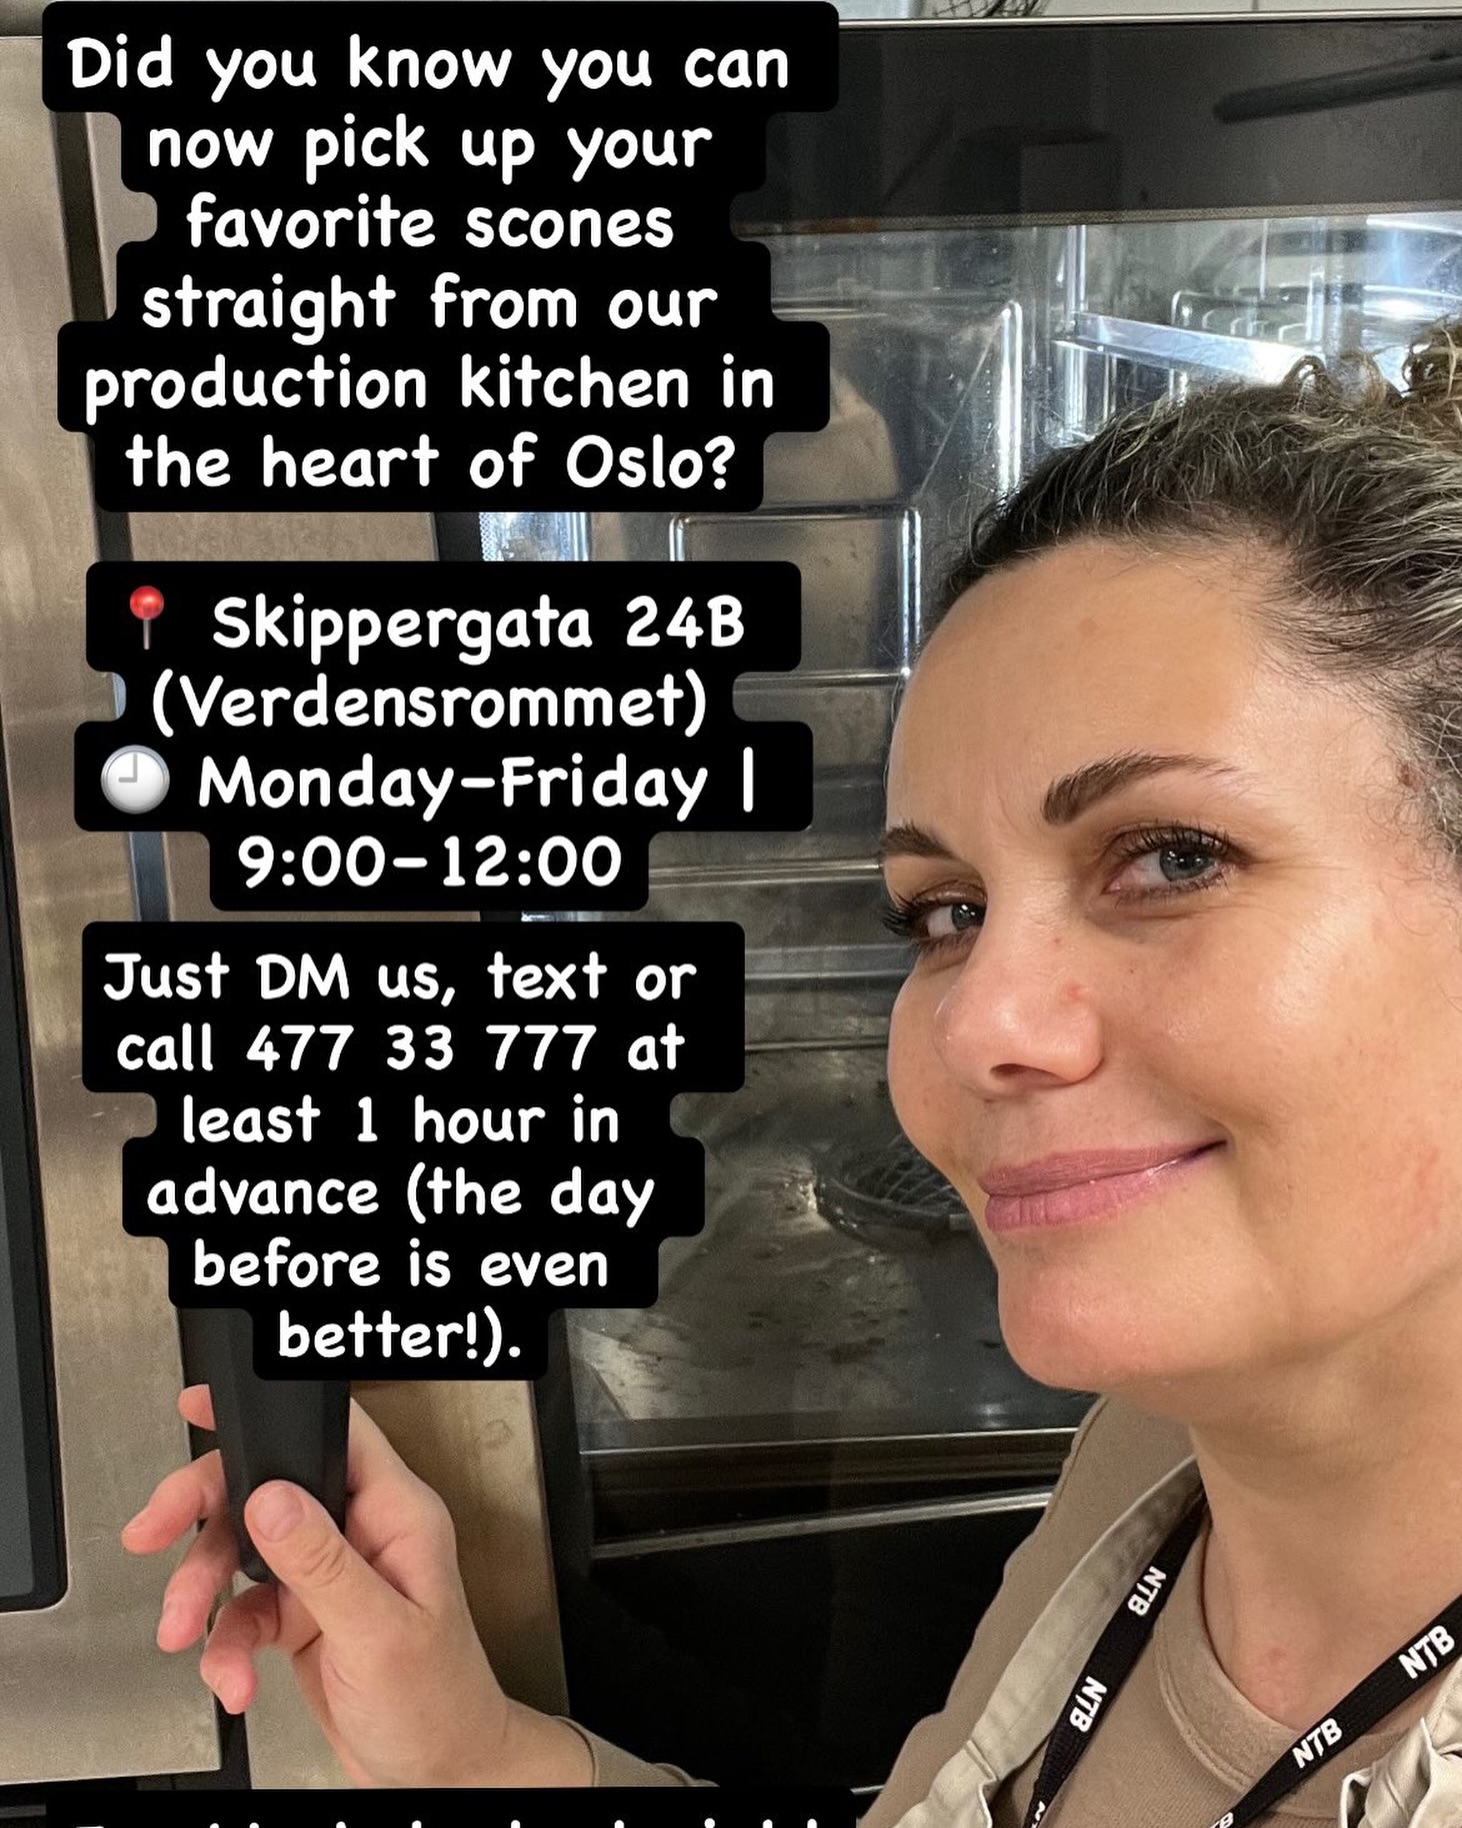 Did you know you can
now pick up your
favorite scones
straight from our
production kitchen in
the heart of Oslo?
📍 Skippergata 24B
(Verdensrommet)
🕘 Monday–Friday |
9:00–12:00
Just DM us, text or
call 477 33 777 at
least 1 hour in
advance (the day
before is even
better!).
NTB
NTB
NTB
NTB